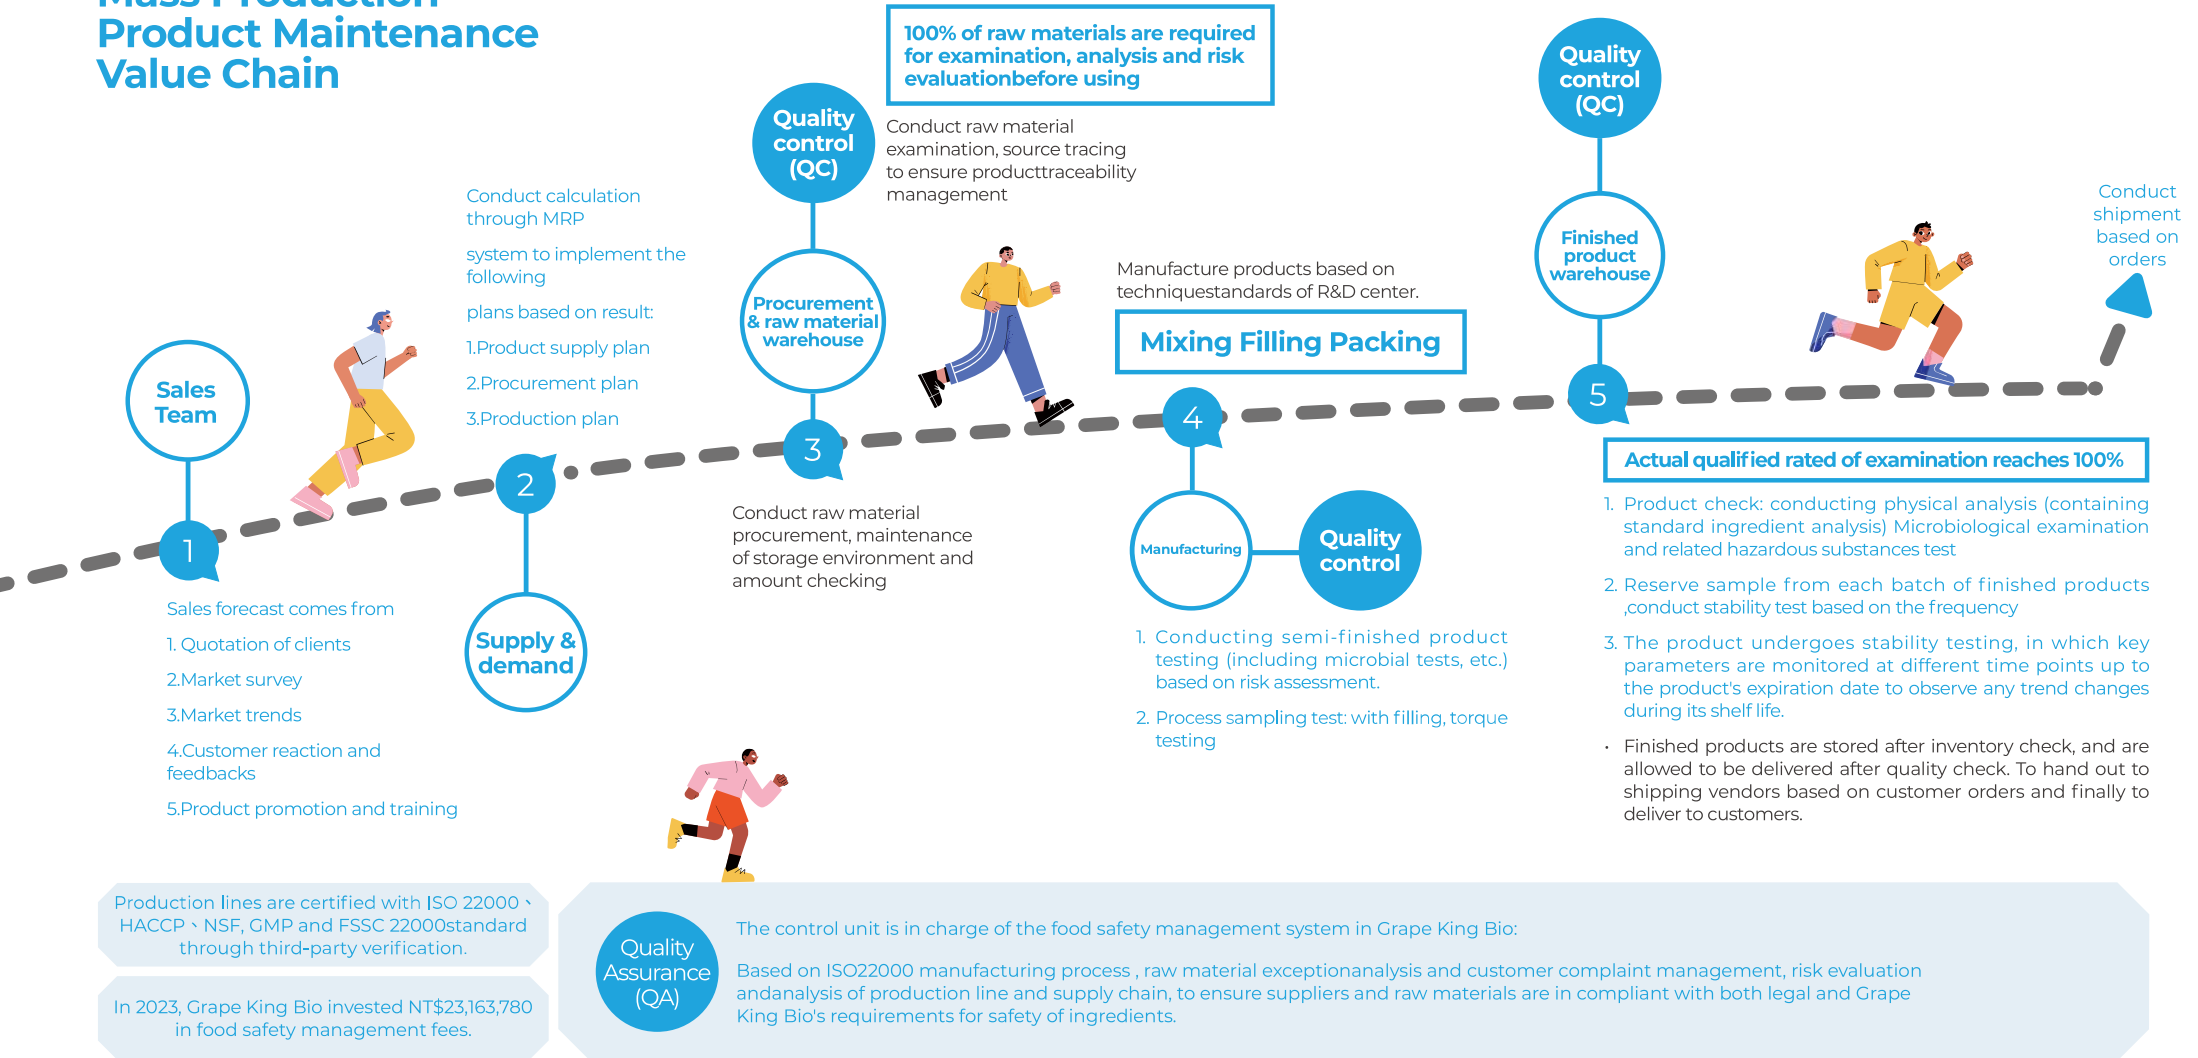 Mass Production
Product Maintenance
Value Chain
Sales
Team
1
Sales forecast comes from
1. Quotation of clients
2.Market survey
3.Market trends
4.Customer reaction and
feedbacks
5.Product promotion and training
Conduct calculation
through MRP
system to implement the
following
plans based on result:
1.Product supply plan
2.Procurement plan
3.Production plan
2
Supply &
demand
100% of raw materials are required
for examination, analysis and risk
evaluationbefore using
Quality
control
(QC)
Conduct raw material
examination, source tracing
to ensure producttraceability
management
Procurement
& raw material
warehouse
3
Conduct raw material
procurement, maintenance
of storage environment and
amount checking
Manufacture products based on
techniquestandards of R&D center.
Mixing Filling Packing
4
Manufacturing
Quality
control
1. Conducting semi-finished product
testing (including microbial tests, etc.)
based on risk assessment.
2. Process sampling test: with filling, torque
testing
Quality
control
(QC)
Finished
product
warehouse
5
Actual qualified rated of examination reaches 100%
1. Product check: conducting physical analysis (containing
standard ingredient analysis) Microbiological examination
and related hazardous substances test
2. Reserve sample from each batch of finished products
,conduct stability test based on the frequency
3. The product undergoes stability testing, in which key
parameters are monitored at different time points up to
the product's expiration date to observe any trend changes
during its shelf life.
• Finished products are stored after inventory check, and are
allowed to be delivered after quality check. To hand out to
shipping vendors based on customer orders and finally to
deliver to customers.
Conduct
shipment
based on
orders
Production lines are certified with ISO 22000、
HACCP、NSF, GMP and FSSC 22000standard
through third-party verification.
In 2023, Grape King Bio invested NT$23,163,780
in food safety management fees.
Quality
Assurance
(QA)
The control unit is in charge of the food safety management system in Grape King Bio:
Based on ISO22000 manufacturing process , raw material exceptionanalysis and customer complaint management, risk evaluation
andanalysis of production line and supply chain, to ensure suppliers and raw materials are in compliant with both legal and Grape
King Bio's requirements for safety of ingredients.